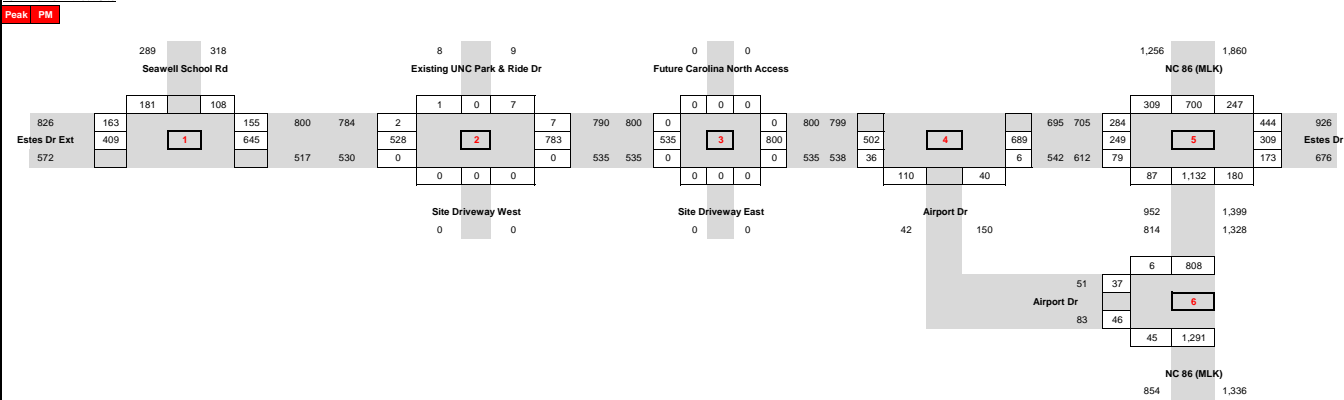 Peak PM
289 318 8 9 0 0 1,256 1,860
Seawell School Rd Existing UNC Park & Ride Dr Future Carolina North Access NC 86 (MLK)
181 108 1 0 7 0 0 0 309 700 247
826 163 155 800 784 2 7 790 800 0 0 800 799 695 705 284 444 926
Estes Dr Ext 409 1 645 528 2 783 535 3 800 502 4 689 249 5 309 Estes Dr
572 517 530 0 0 535 535 0 0 535 538 36 6 542 612 79 173 676
0 0 0 0 0 0 110 40 87 1,132 180
Site Driveway West Site Driveway East Airport Dr 952 1,399
0 0 0 0 42 150 814 1,328
6 808
51 37
Airport Dr 6
83 46
45 1,291
NC 86 (MLK)
854 1,336